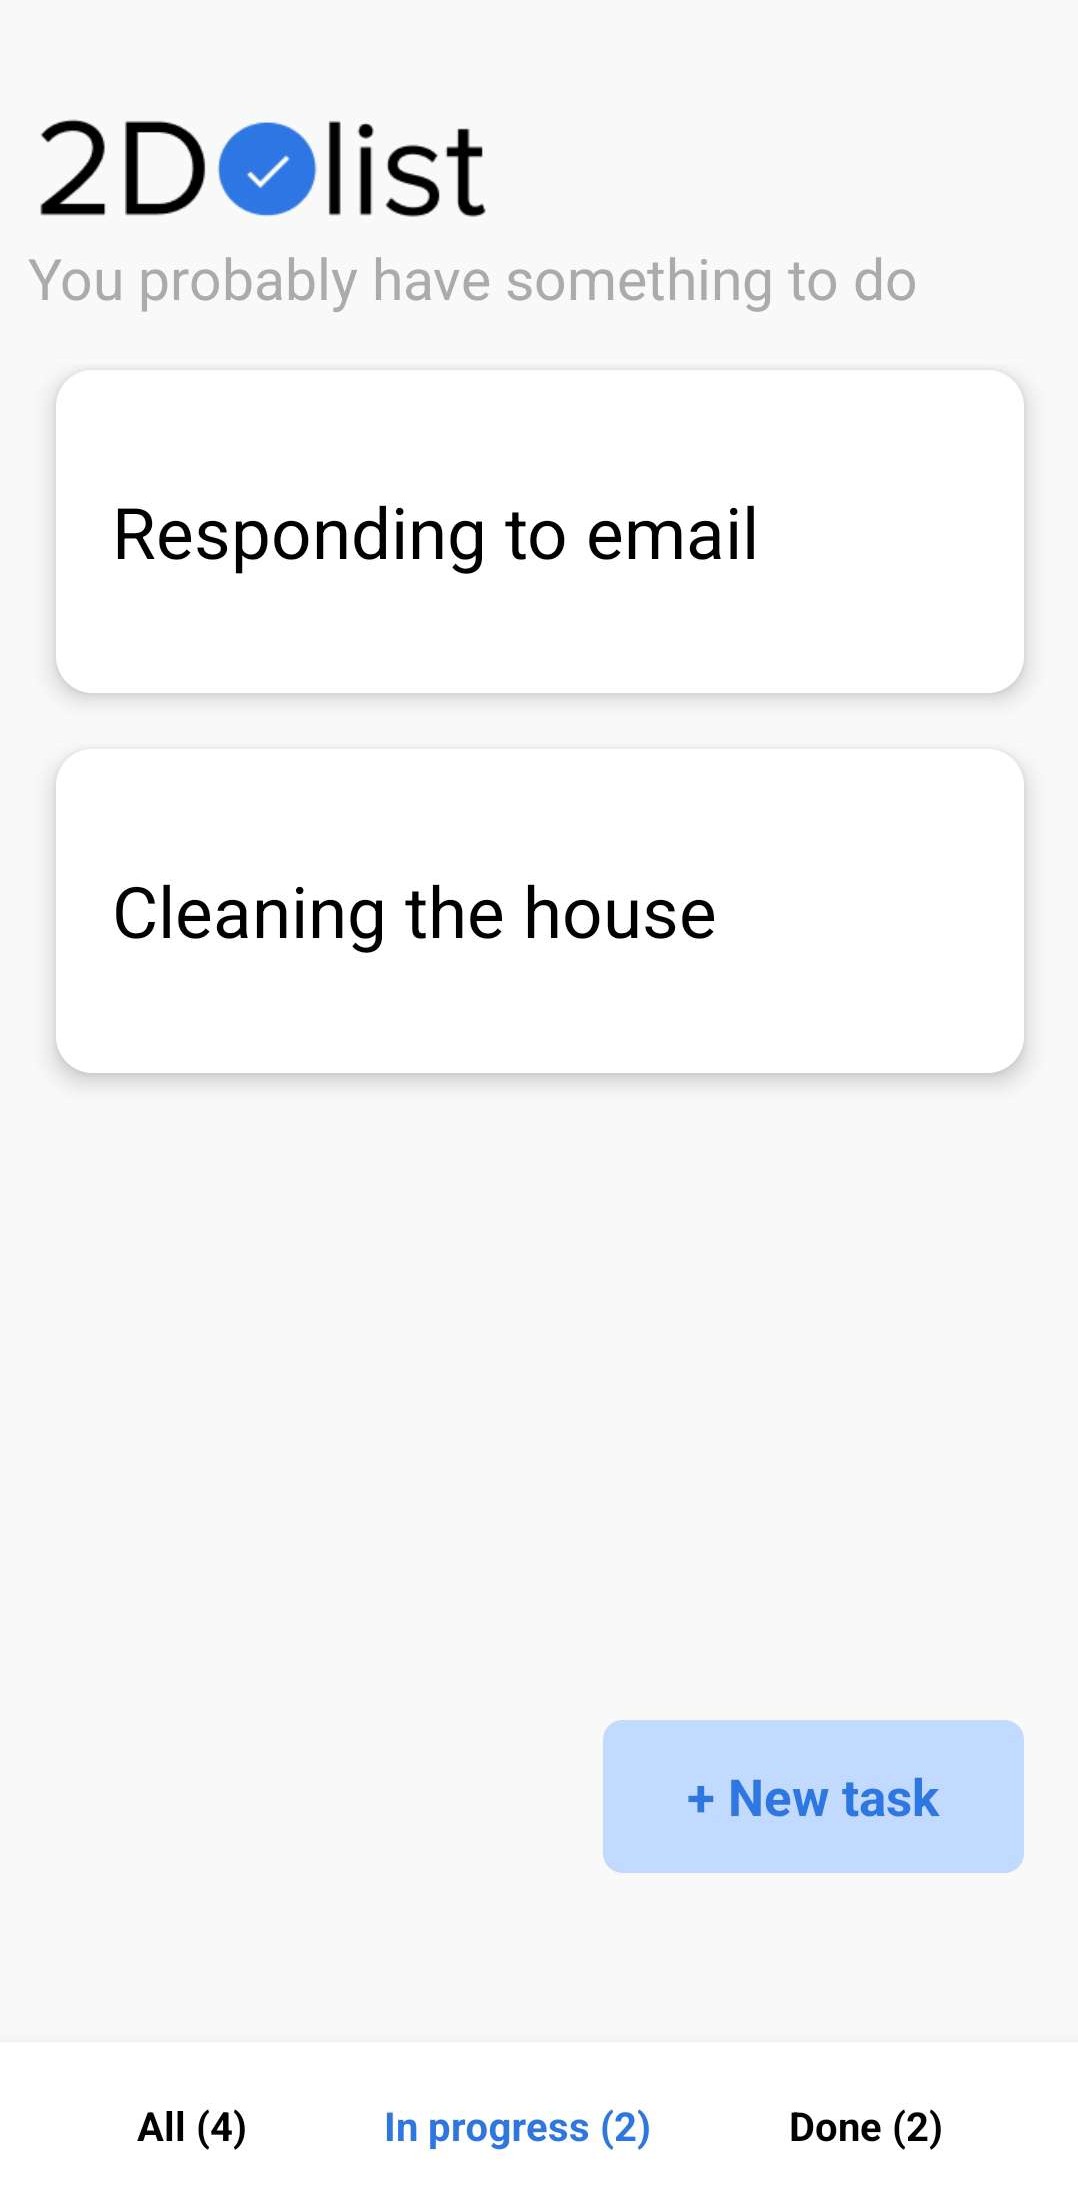 2Dolist
You probably have something to do
Responding to email
Cleaning the house
+ New task
All (4) In progress (2) Done (2)